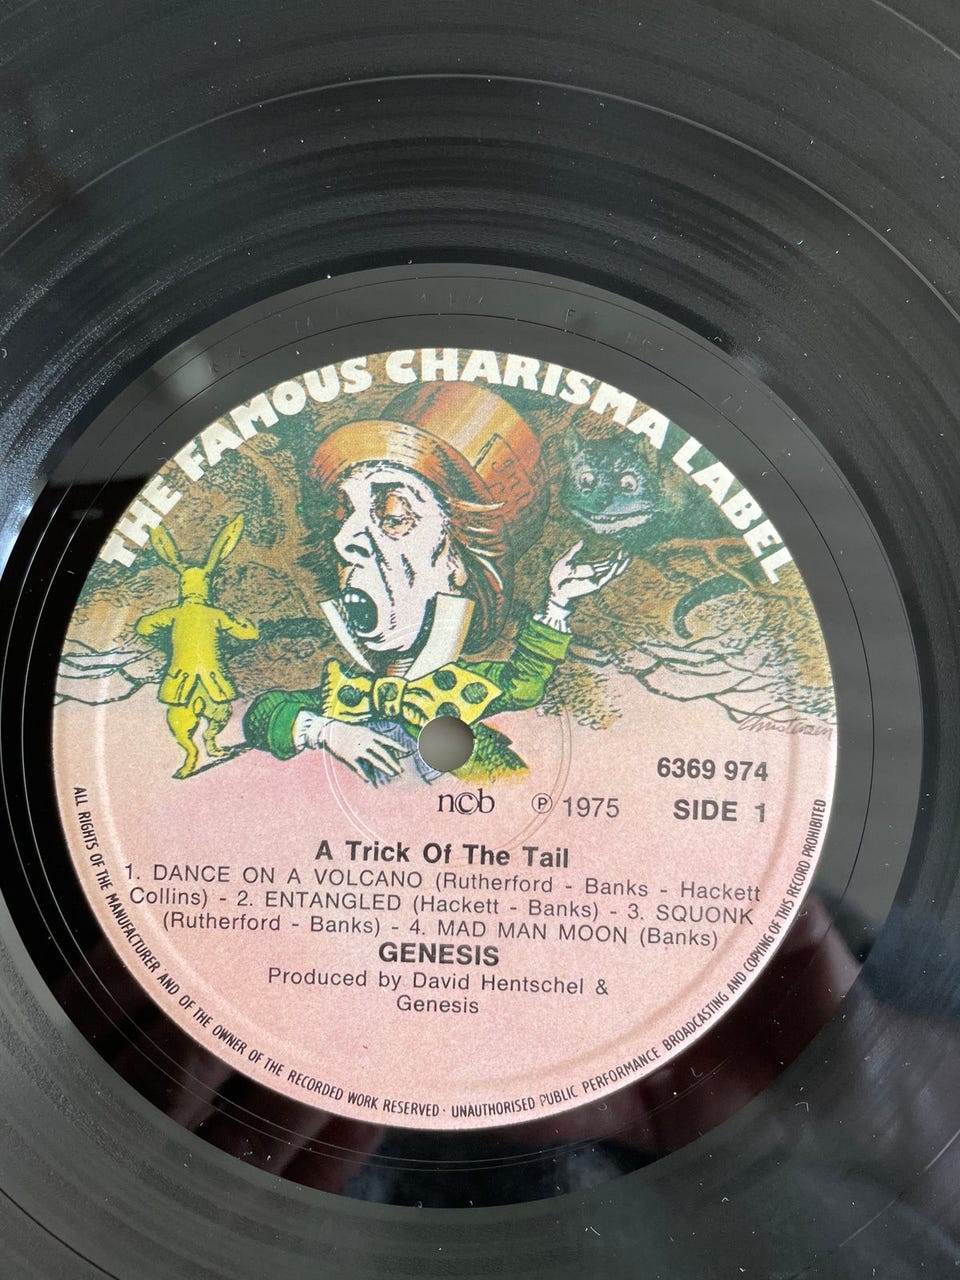 THE FAMOUS CHARISMA LABEL
6369 974
n©b ℗ 1975 SIDE 1
A Trick Of The Tail
1. DANCE ON A VOLCANO (Rutherford - Banks - Hackett
Collins) - 2. ENTANGLED (Hackett - Banks) - 3. SQUONK
(Rutherford - Banks) - 4. MAD MAN MOON (Banks)
GENESIS
Produced by David Hentschel &
Genesis
ALL RIGHTS OF THE MANUFACTURER AND OF THE OWNER OF THE RECORDED WORK RESERVED · UNAUTHORISED PUBLIC PERFORMANCE BROADCASTING AND COPYING OF THIS RECORD PROHIBITED